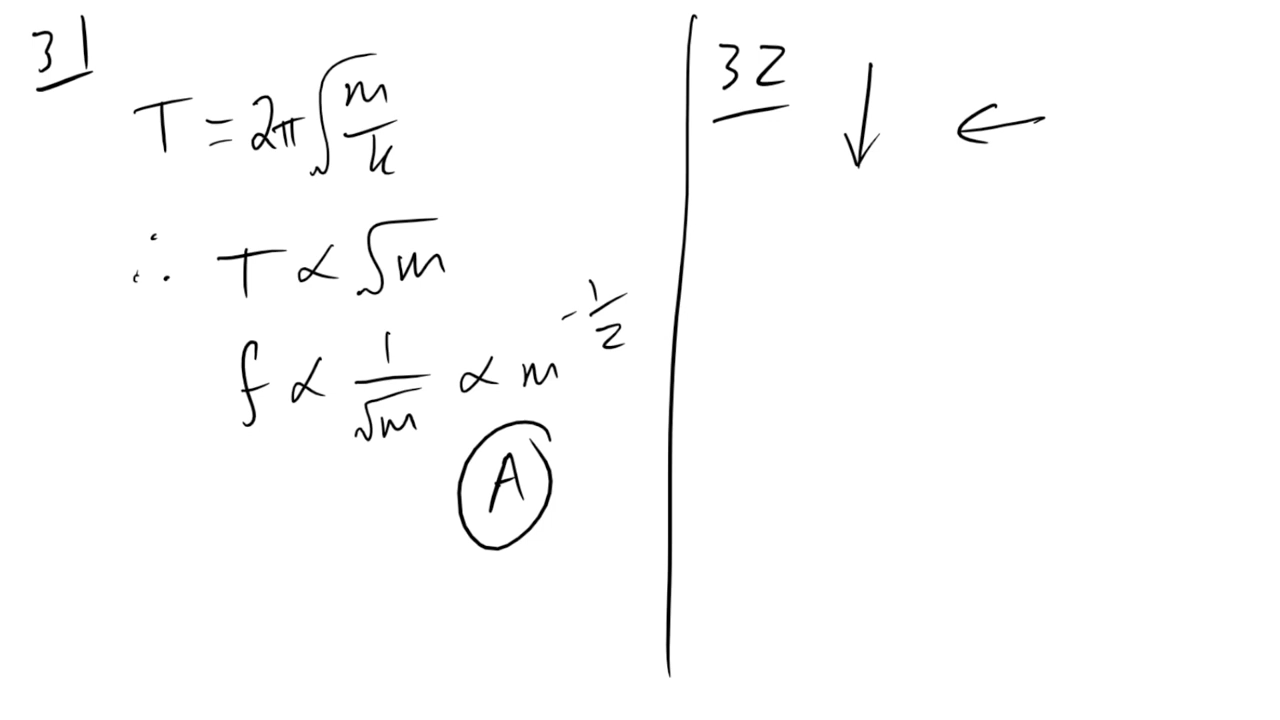 31
T = 2π√(m/k)
∴ T ∝ √m
f ∝ 1/√m ∝ m^(-1/2)
A
32 ↓ ←